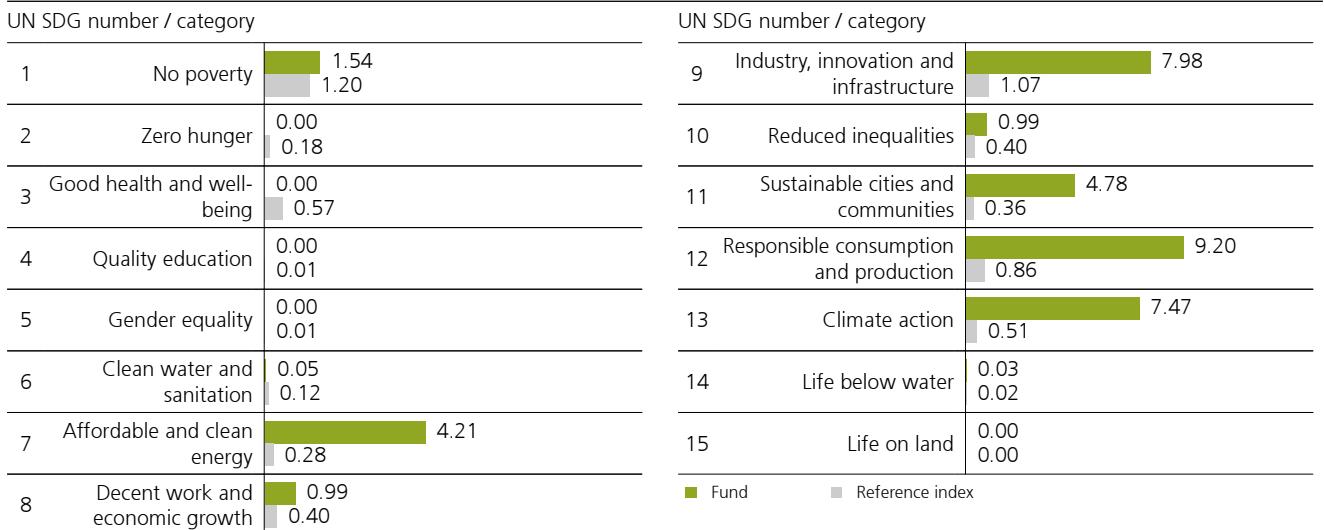 UN SDG number / category
1 No poverty 1.54
1.20
2 Zero hunger 0.00
0.18
3 Good health and well-
being 0.00
0.57
4 Quality education 0.00
0.01
5 Gender equality 0.00
0.01
6 Clean water and
sanitation 0.05
0.12
7 Affordable and clean
energy 4.21
0.28
8 Decent work and
economic growth 0.99
0.40
UN SDG number / category
9 Industry, innovation and
infrastructure 7.98
1.07
10 Reduced inequalities 0.99
0.40
11 Sustainable cities and
communities 4.78
0.36
12 Responsible consumption
and production 9.20
0.86
13 Climate action 7.47
0.51
14 Life below water 0.03
0.02
15 Life on land 0.00
0.00
Fund Reference index